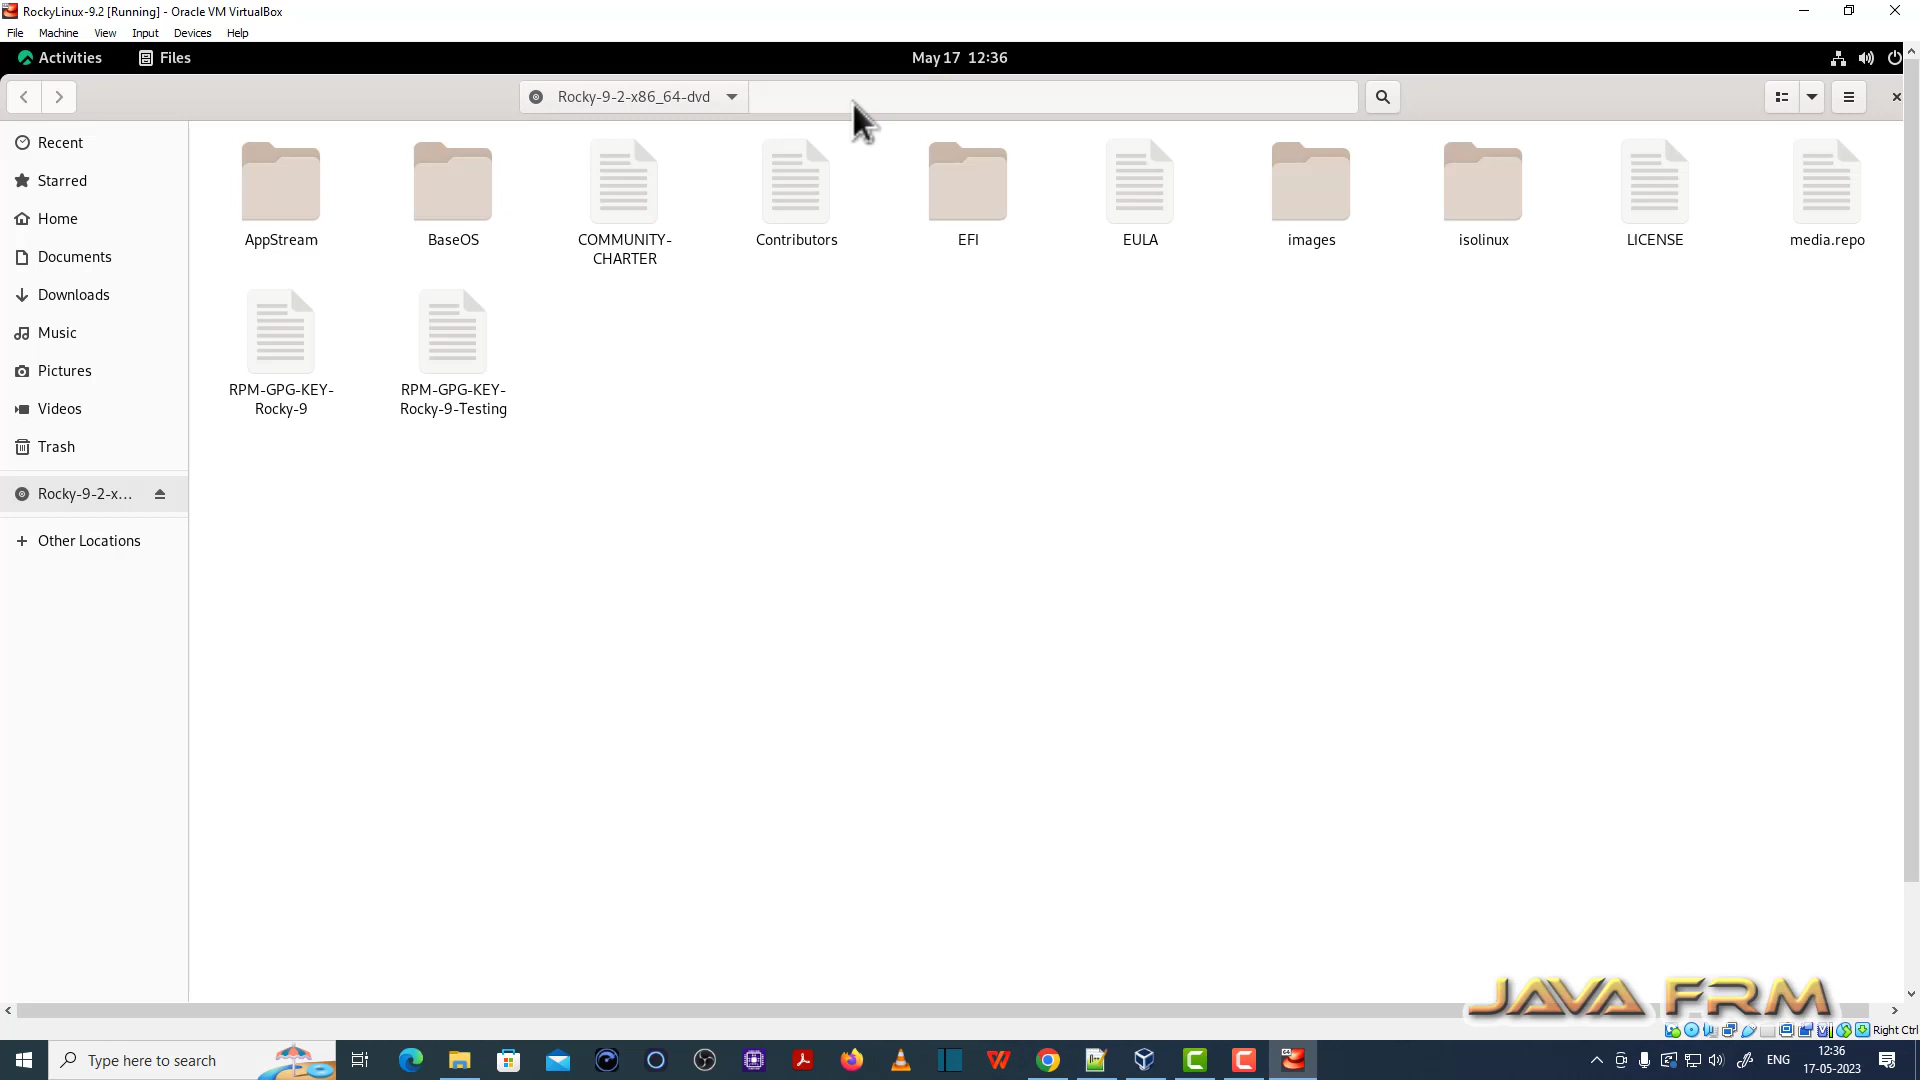 RockyLinux-9.2 [Running] - Oracle VM VirtualBox
File Machine View Input Devices Help
Activities Files May 17 12:36
Rocky-9-2-x86_64-dvd
Recent
Starred
Home
Documents
Downloads
Music
Pictures
Videos
Trash
Rocky-9-2-x...
Other Locations
AppStream BaseOS COMMUNITY- Contributors EFI EULA images isolinux LICENSE media.repo
CHARTER
RPM-GPG-KEY- RPM-GPG-KEY-
Rocky-9 Rocky-9-Testing
JAVA FRM
Right Ctrl
Type here to search
ENG
12:36
17-05-2023